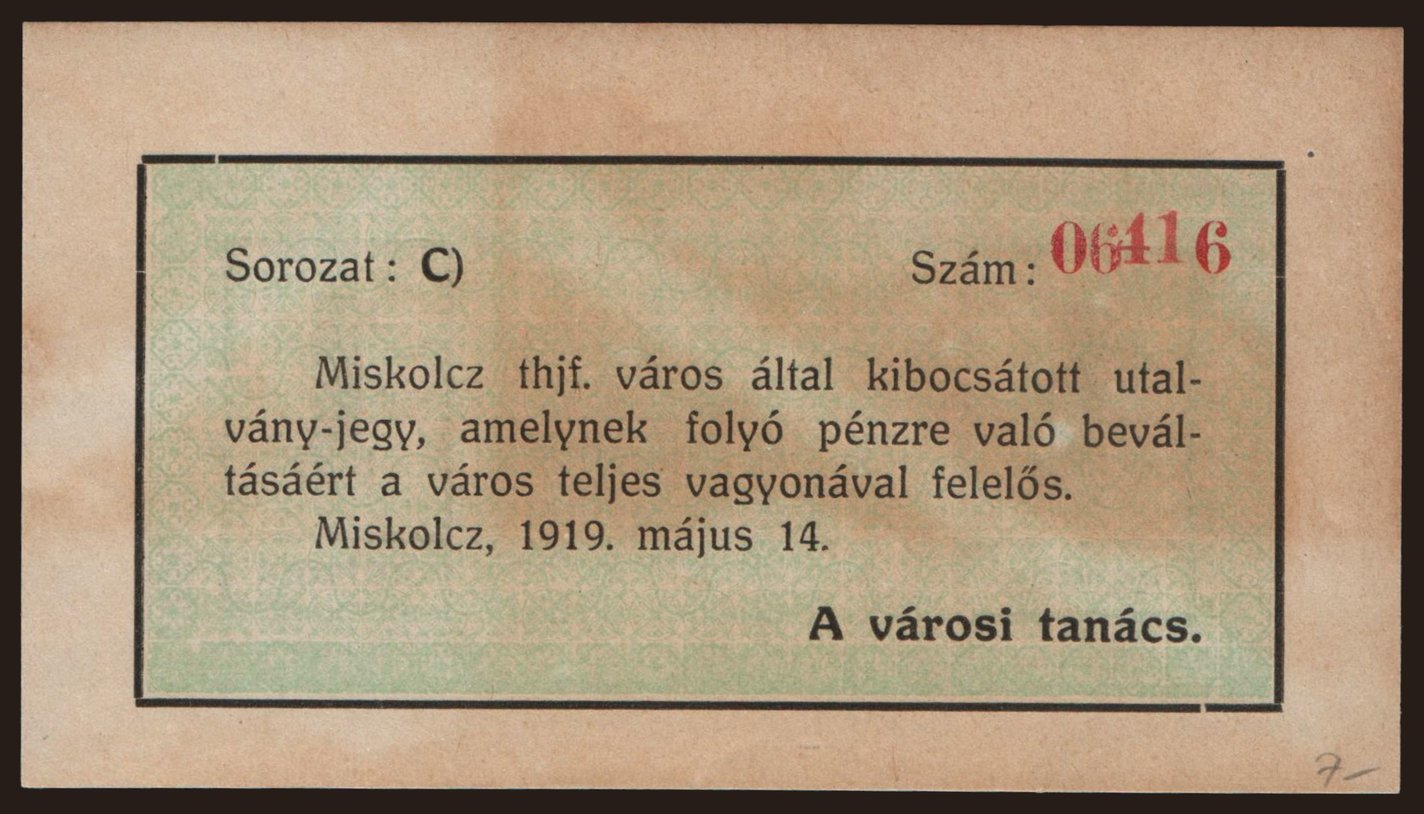 Sorozat: C) Szám: 06416
Miskolcz thjf. város által kibocsátott utal-
vány-jegy, amelynek folyó pénzre való bevál-
tásáért a város teljes vagyonával felelős.
Miskolcz, 1919. május 14.
A városi tanács.
7-